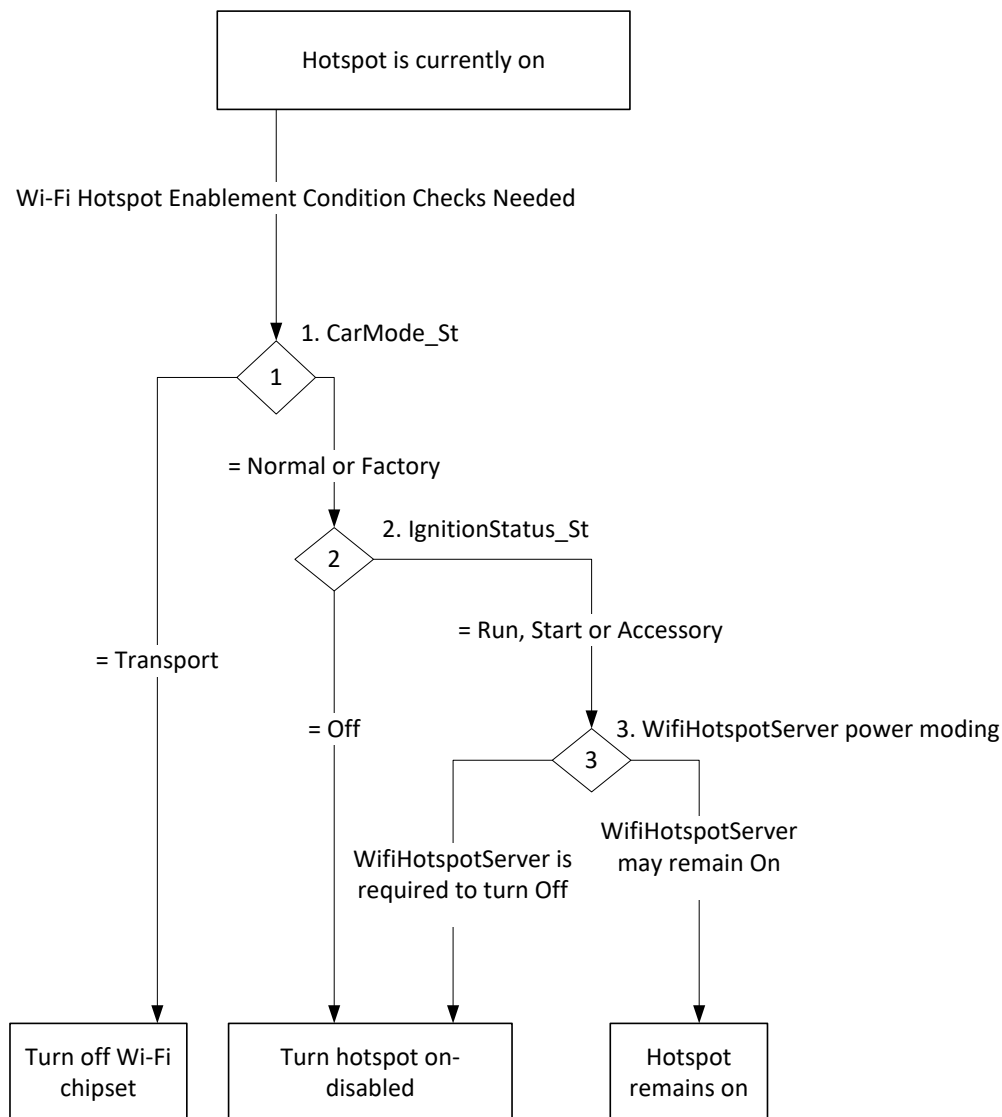 Hotspot is currently on
Wi-Fi Hotspot Enablement Condition Checks Needed
1. CarMode_St
1
= Normal or Factory
2. IgnitionStatus_St
2
= Run, Start or Accessory
= Transport
= Off
3. WifiHotspotServer power moding
3
WifiHotspotServer is
required to turn Off
WifiHotspotServer
may remain On
Turn off Wi-Fi
chipset
Turn hotspot on-
disabled
Hotspot
remains on